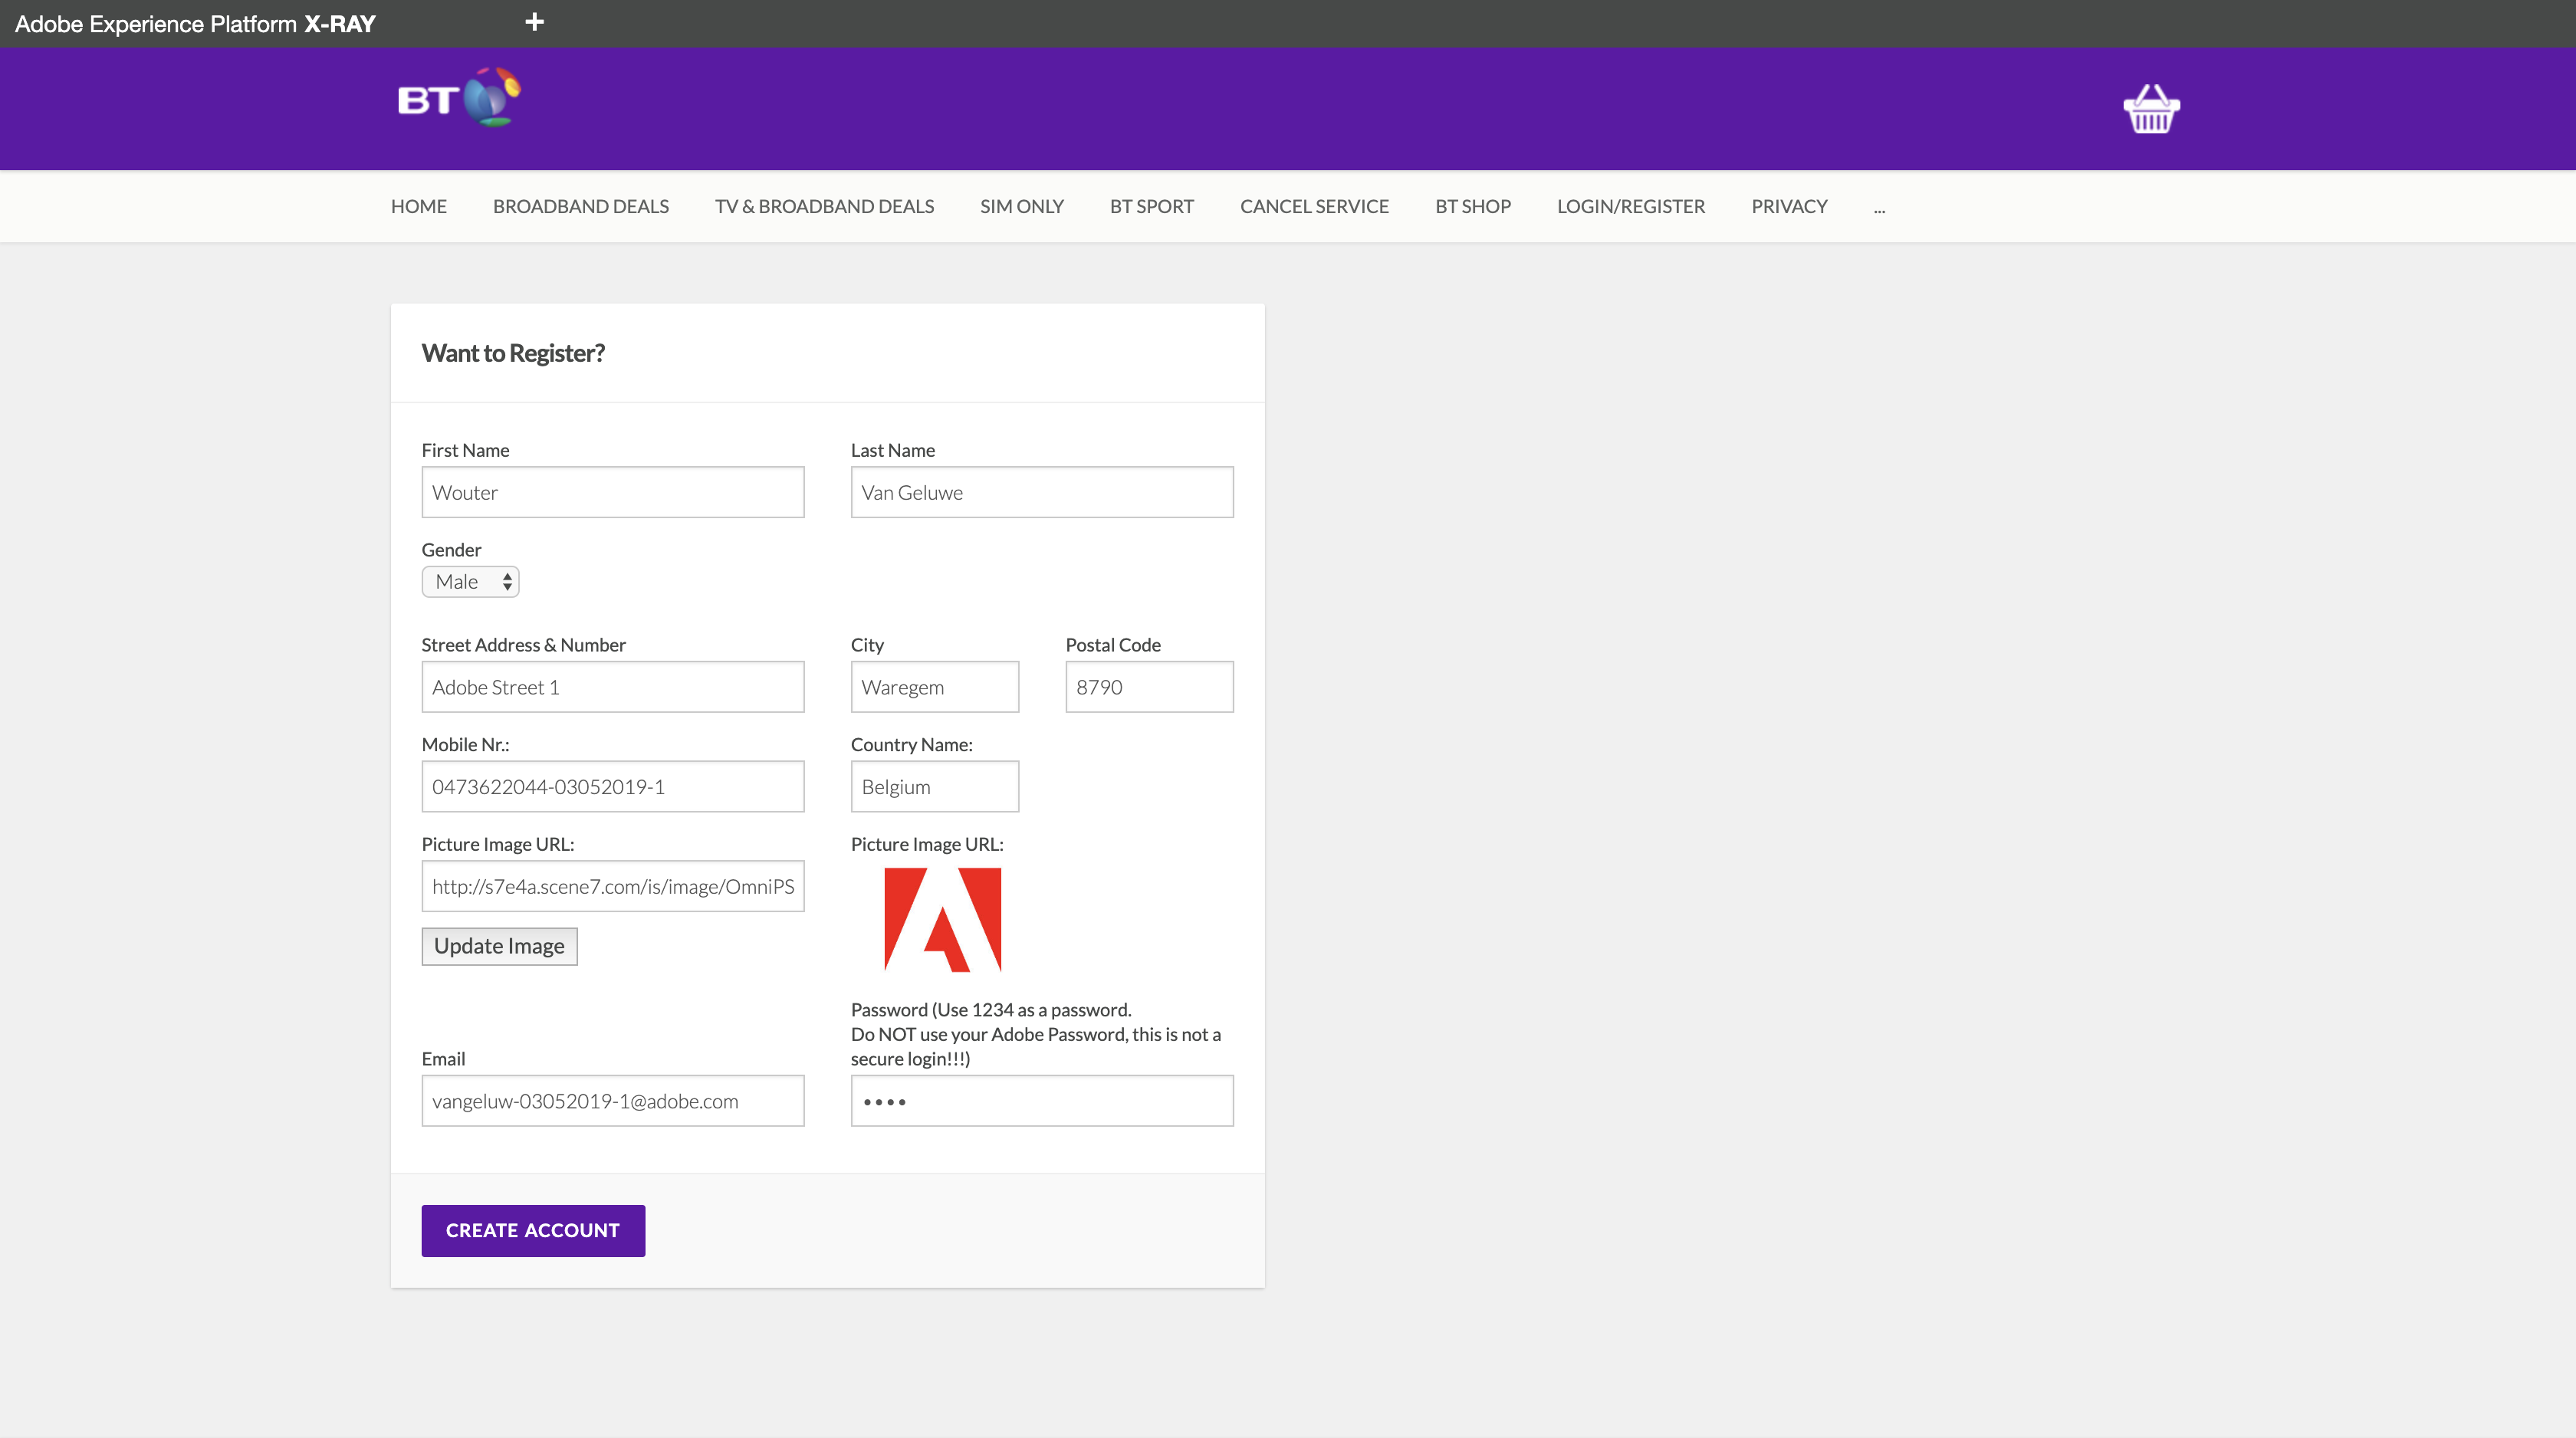 Adobe Experience Platform X-RAY +
BT
HOME BROADBAND DEALS TV & BROADBAND DEALS SIM ONLY BT SPORT CANCEL SERVICE BT SHOP LOGIN/REGISTER PRIVACY ...
Want to Register?
First Name Last Name
Wouter Van Geluwe
Gender
Male
Street Address & Number City Postal Code
Adobe Street 1 Waregem 8790
Mobile Nr.: Country Name:
0473622044-03052019-1 Belgium
Picture Image URL: Picture Image URL:
http://s7e4a.scene7.com/is/image/OmniPS
Update Image
Password (Use 1234 as a password.
Do NOT use your Adobe Password, this is not a
Email secure login!!!)
vangeluw-03052019-1@adobe.com ••••
CREATE ACCOUNT